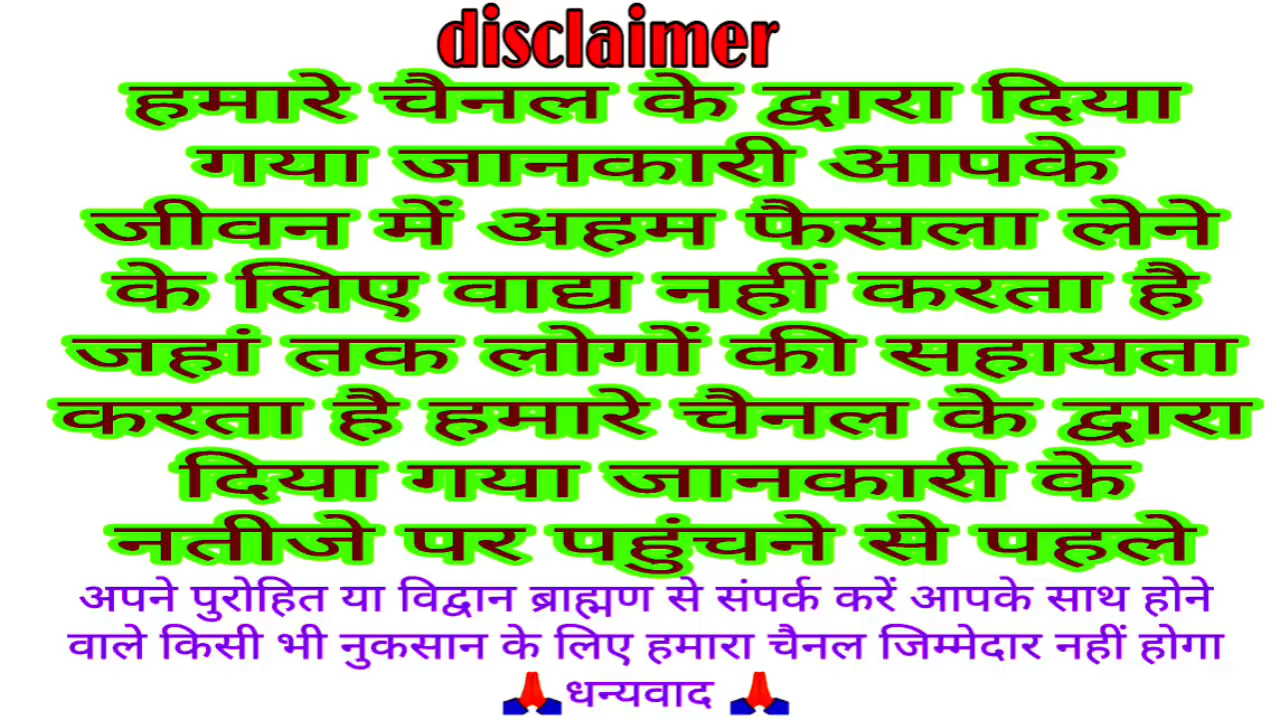 disclaimer
हमारे चैनल के द्वारा दिया
गया जानकारी आपके
जीवन में अहम फैसला लेने
के लिए वाद्य नहीं करता है
जहां तक लोगों की सहायता
करता है हमारे चैनल के द्वारा
दिया गया जानकारी के
नतीजे पर पहुंचने से पहले
अपने पुरोहित या विद्वान ब्राह्मण से संपर्क करें आपके साथ होने
वाले किसी भी नुकसान के लिए हमारा चैनल जिम्मेदार नहीं होगा
🙏धन्यवाद 🙏